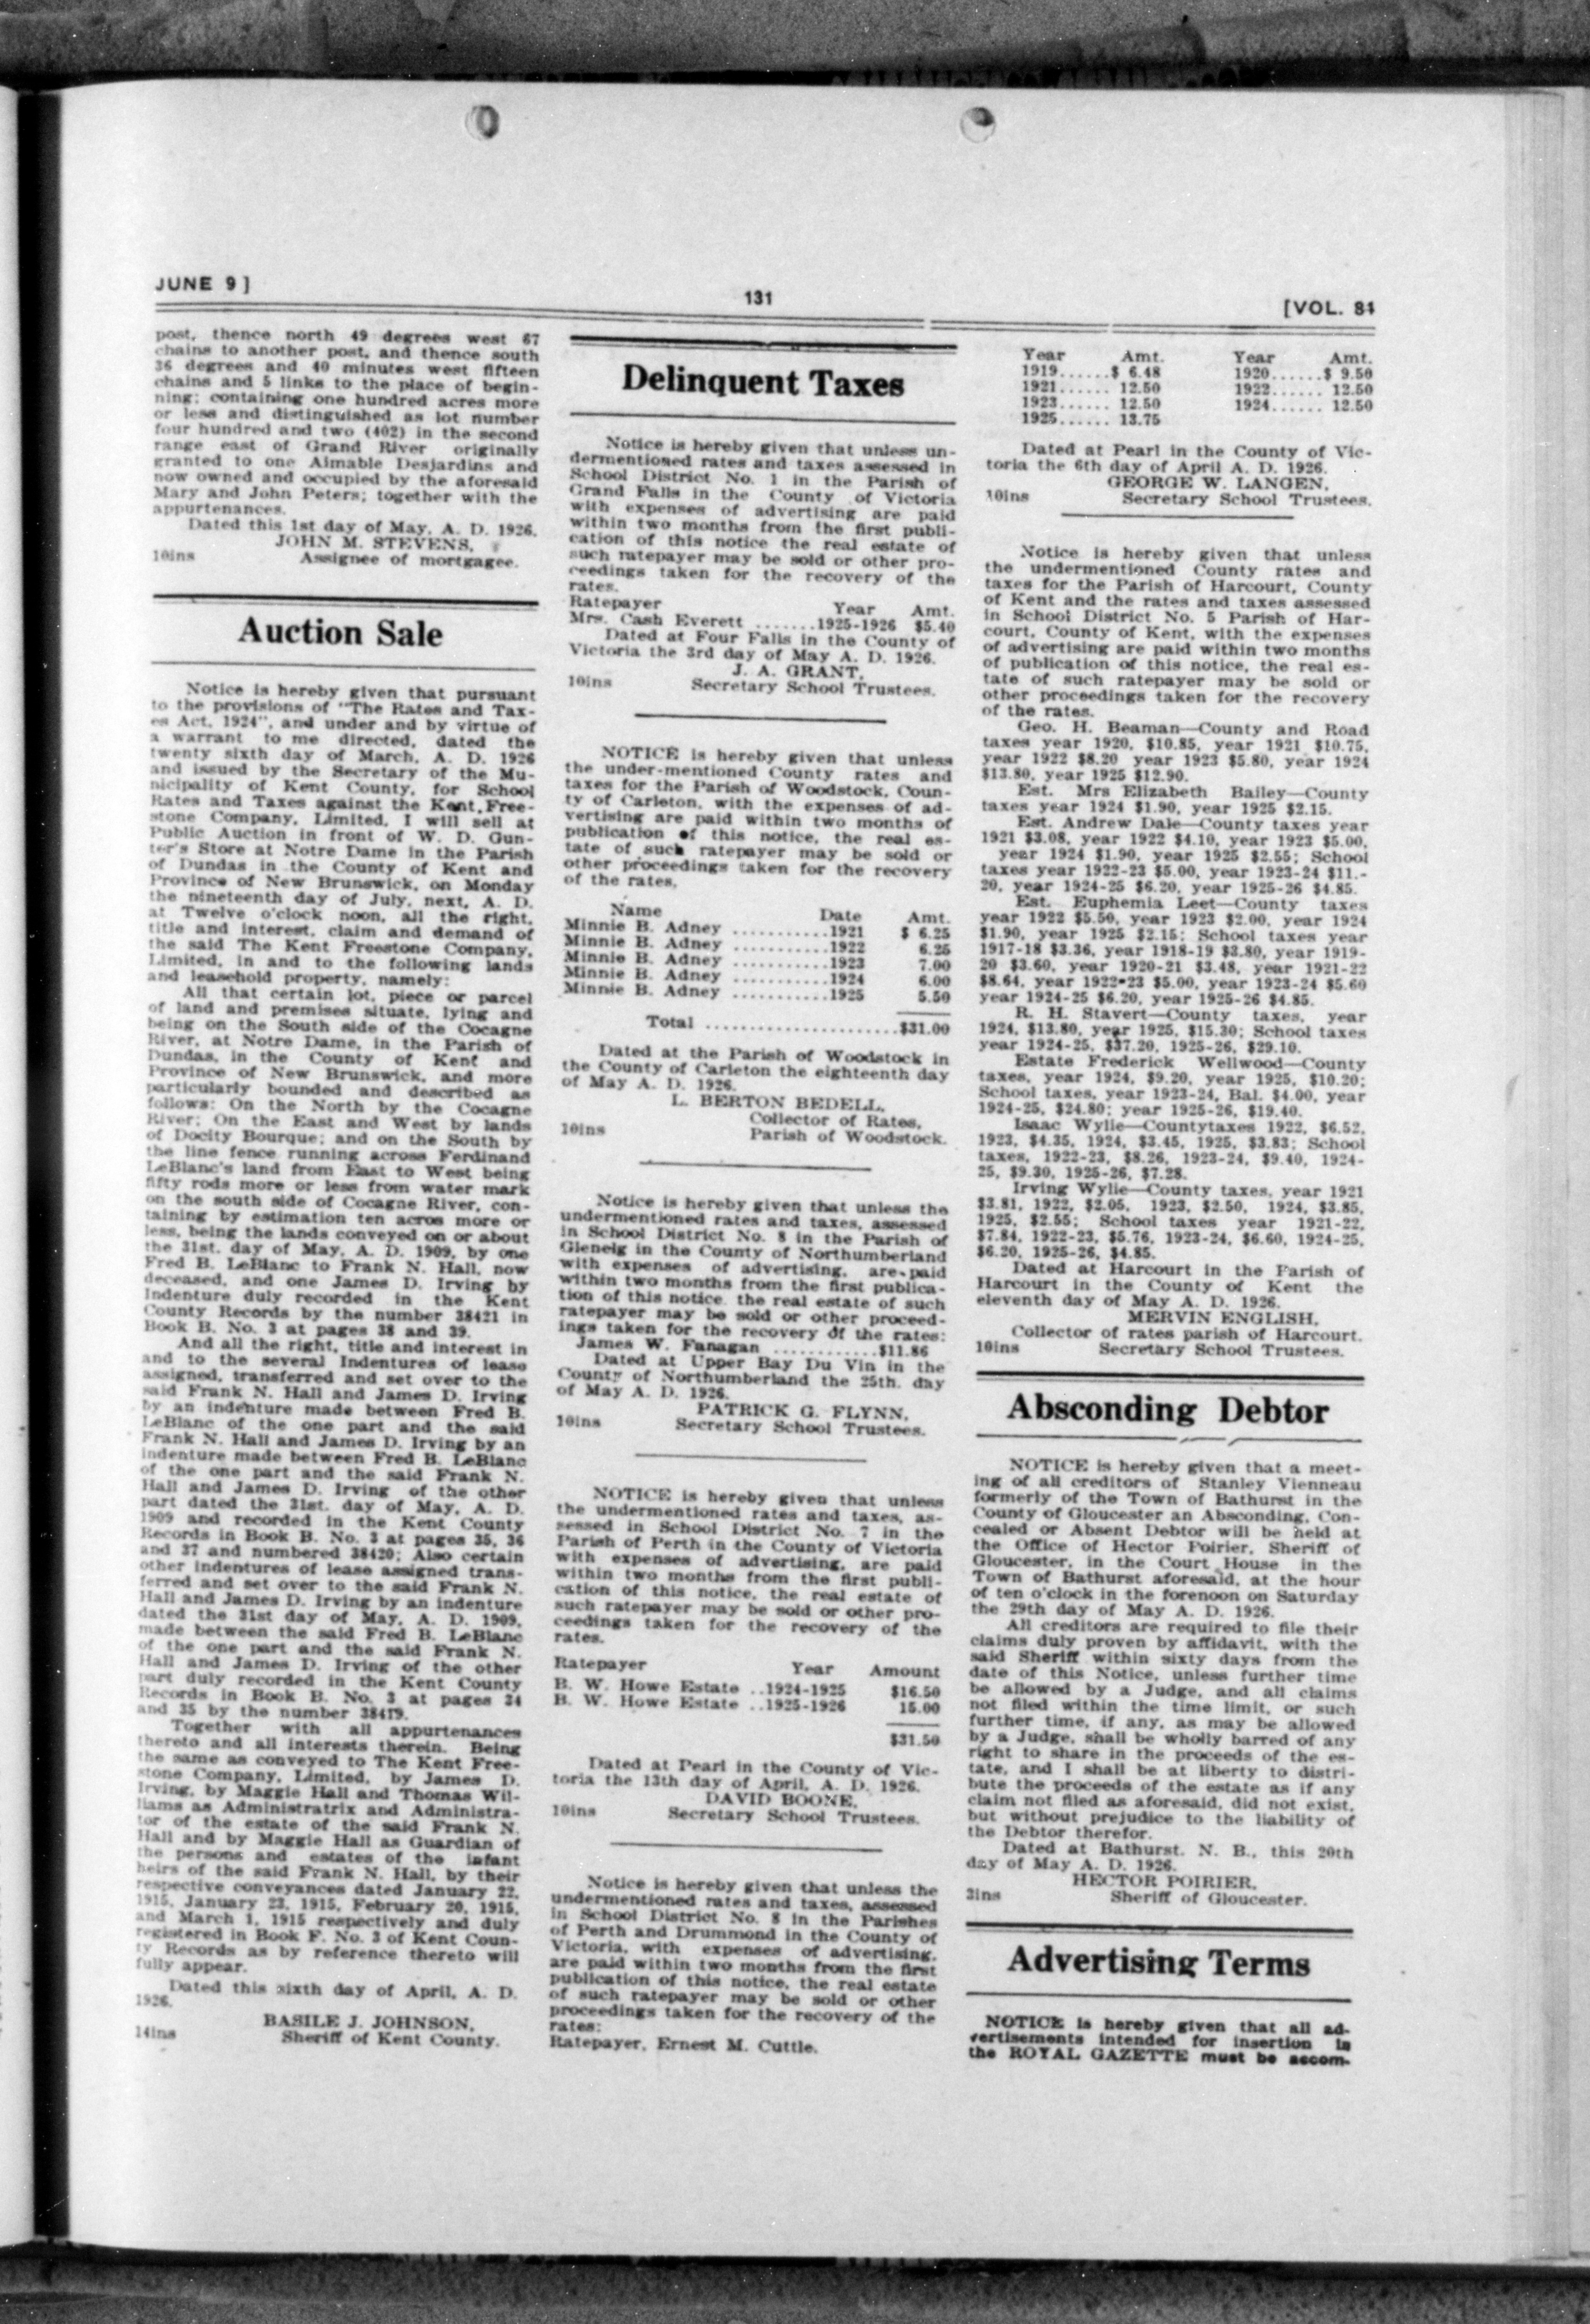 JUNE 9]
131
[VOL. 84
post, thence north 49 degrees west 67
chains to another post, and thence south
36 degrees and 40 minutes west fifteen
chains and 5 links to the place of begin-
ning; containing one hundred acres more
or less and distinguished as lot number
four hundred and two (402) in the second
range east of Grand River originally
granted to one Aimable Desjardins and
now owned and occupied by the aforesaid
Mary and John Peters; together with the
appurtenances.
Dated this 1st day of May, A. D. 1926.
JOHN M. STEVENS,
10ins Assignee of mortgagee.
Auction Sale
Notice is hereby given that pursuant
to the provisions of "The Rates and Tax-
es Act, 1924", and under and by virtue of
a warrant to me directed, dated the
twenty sixth day of March, A. D. 1926
and issued by the Secretary of the Mu-
nicipality of Kent County, for School
Rates and Taxes against the Kent Free-
stone Company, Limited, I will sell at
Public Auction in front of W. D. Gun-
ter's Store at Notre Dame in the Parish
of Dundas in the County of Kent and
Province of New Brunswick, on Monday
the nineteenth day of July, next, A. D.
at Twelve o'clock noon, all the right,
title and interest, claim and demand of
the said The Kent Freestone Company,
Limited, in and to the following lands
and leasehold property, namely:
All that certain lot, piece or parcel
of land and premises situate, lying and
being on the South side of the Cocagne
River, at Notre Dame, in the Parish of
Dundas, in the County of Kent and
Province of New Brunswick, and more
particularly bounded and described as
follows: On the North by the Cocagne
River; On the East and West by lands
of Docity Bourque; and on the South by
the line fence running across Ferdinand
LeBlanc's land from East to West being
fifty rods more or less from water mark
on the south side of Cocagne River, con-
taining by estimation ten acros more or
less, being the lands conveyed on or about
the 31st. day of May, A. D. 1909, by one
Fred B. LeBlanc to Frank N. Hall, now
deceased, and one James D. Irving by
Indenture duly recorded in the Kent
County Records by the number 38421 in
Book B. No. 3 at pages 38 and 39.
And all the right, title and interest in
and to the several Indentures of lease
assigned, transferred and set over to the
said Frank N. Hall and James D. Irving
by an indenture made between Fred B.
LeBlanc of the one part and the said
Frank N. Hall and James D. Irving by an
indenture made between Fred B. LeBlanc
of the one part and the said Frank N.
Hall and James D. Irving of the other
part dated the 31st. day of May, A. D.
1909 and recorded in the Kent County
Records in Book B. No. 3 at pages 35, 36
and 37 and numbered 38420; Also certain
other Indentures of lease assigned trans-
ferred and set over to the said Frank N.
Hall and James D. Irving by an indenture
dated the 31st day of May, A. D. 1909,
made between the said Fred B. LeBlanc
of the one part and the said Frank N.
Hall and James D. Irving of the other
part duly recorded in the Kent County
Records in Book B. No. 3 at pages 34
and 35 by the number 38419.
Together with all appurtenances
thereto and all interests therein. Being
the same as conveyed to The Kent Free-
stone Company, Limited, by James D.
Irving, by Maggie Hall and Thomas Wil-
liams as Administratrix and Administra-
tor of the estate of the said Frank N.
Hall and by Maggie Hall as Guardian of
the persons and estates of the infant
heirs of the said Frank N. Hall, by their
respective conveyances dated January 22,
1915, January 23, 1915, February 20, 1915,
and March 1, 1915 respectively and duly
registered in Book F. No. 3 of Kent Coun-
ty Records as by reference thereto will
fully appear.
Dated this sixth day of April, A. D.
1926.
BASILE J. JOHNSON,
14ins Sheriff of Kent County.
Delinquent Taxes
Notice is hereby given that unless un-
dermentioned rates and taxes assessed in
School District No. 1 in the Parish of
Grand Falls in the County of Victoria
with expenses of advertising are paid
within two months from the first publi-
cation of this notice the real estate of
such ratepayer may be sold or other pro-
ceedings taken for the recovery of the
rates.
Ratepayer Year Amt.
Mrs. Cash Everett .......1925-1926 $5.40
Dated at Four Falls in the County of
Victoria the 3rd day of May A. D. 1926.
J. A. GRANT,
10ins Secretary School Trustees.
NOTICE is hereby given that unless
the under-mentioned County rates and
taxes for the Parish of Woodstock, Coun-
ty of Carleton, with the expenses of ad-
vertising are paid within two months of
publication of this notice, the real es-
tate of such ratepayer may be sold or
other proceedings taken for the recovery
of the rates,
Name Date Amt.
Minnie B. Adney ...........1921 $ 6.25
Minnie B. Adney ...........1922 6.25
Minnie B. Adney ...........1923 7.00
Minnie B. Adney ...........1924 6.00
Minnie B. Adney ...........1925 5.50
Total ......................$31.00
Dated at the Parish of Woodstock in
the County of Carleton the eighteenth day
of May A. D. 1926.
L. BERTON BEDELL,
Collector of Rates,
10ins Parish of Woodstock.
Notice is hereby given that unless the
undermentioned rates and taxes, assessed
in School District No. 8 in the Parish of
Glenelg in the County of Northumberland
with expenses of advertising, are paid
within two months from the first publica-
tion of this notice the real estate of such
ratepayer may be sold or other proceed-
ings taken for the recovery of the rates:
James W. Fanagan ............$11.86
Dated at Upper Bay Du Vin in the
County of Northumberland the 25th. day
of May A. D. 1926.
PATRICK G. FLYNN,
10ins Secretary School Trustees.
NOTICE is hereby given that unless
the undermentioned rates and taxes, as-
sessed in School District No. 7 in the
Parish of Perth in the County of Victoria
with expenses of advertising, are paid
within two months from the first publi-
cation of this notice, the real estate of
such ratepayer may be sold or other pro-
ceedings taken for the recovery of the
rates.
Ratepayer Year Amount
B. W. Howe Estate ..1924-1925 $16.50
B. W. Howe Estate ..1925-1926 15.00
$31.50
Dated at Pearl in the County of Vic-
toria the 13th day of April, A. D. 1926.
DAVID BOONE,
10ins Secretary School Trustees.
Notice is hereby given that unless the
undermentioned rates and taxes, assessed
in School District No. 8 in the Parishes
of Perth and Drummond in the County of
Victoria, with expenses of advertising,
are paid within two months from the first
publication of this notice, the real estate
of such ratepayer may be sold or other
proceedings taken for the recovery of the
rates:
Ratepayer, Ernest M. Cuttle.
Year Amt. Year Amt.
1919......$ 6.48 1920......$ 9.50
1921...... 12.50 1922...... 12.50
1923...... 12.50 1924...... 12.50
1925...... 13.75
Dated at Pearl in the County of Vic-
toria the 6th day of April A. D. 1926.
GEORGE W. LANGEN,
10ins Secretary School Trustees.
Notice is hereby given that unless
the undermentioned County rates and
taxes for the Parish of Harcourt, County
of Kent and the rates and taxes assessed
in School District No. 5 Parish of Har-
court, County of Kent, with the expenses
of advertising are paid within two months
of publication of this notice, the real es-
tate of such ratepayer may be sold or
other proceedings taken for the recovery
of the rates.
Geo. H. Beaman—County and Road
taxes year 1920, $10.85, year 1921 $10.75,
year 1922 $8.20 year 1923 $5.80, year 1924
$13.80, year 1925 $12.90.
Est. Mrs Elizabeth Bailey—County
taxes year 1924 $1.90, year 1925 $2.15.
Est. Andrew Dale—County taxes year
1921 $3.08, year 1922 $4.10, year 1923 $5.00,
year 1924 $1.90, year 1925 $2.55; School
taxes year 1922-23 $5.00, year 1923-24 $11.-
20, year 1924-25 $6.20, year 1925-26 $4.85.
Est. Euphemia Leet—County taxes
year 1922 $5.50, year 1923 $2.00, year 1924
$1.90, year 1925 $2.15; School taxes year
1917-18 $3.36, year 1918-19 $3.80, year 1919-
20 $3.60, year 1920-21 $3.48, year 1921-22
$8.64, year 1922-23 $5.00, year 1923-24 $5.60
year 1924-25 $6.20, year 1925-26 $4.85.
R. H. Stavert—County taxes, year
1924, $13.80, year 1925, $15.30; School taxes
year 1924-25, $37.20, 1925-26, $29.10.
Estate Frederick Wellwood—County
taxes, year 1924, $9.20, year 1925, $10.20;
School taxes, year 1923-24, Bal. $4.00, year
1924-25, $24.80; year 1925-26, $19.40.
Isaac Wylie—Countytaxes 1922, $6.52,
1923, $4.35, 1924, $3.45, 1925, $3.83; School
taxes, 1922-23, $8.26, 1923-24, $9.40, 1924-
25, $9.30, 1925-26, $7.28.
Irving Wylie—County taxes, year 1921
$3.81, 1922, $2.05, 1923, $2.50, 1924, $3.85,
1925, $2.55; School taxes year 1921-22,
$7.84, 1922-23, $5.76, 1923-24, $6.60, 1924-25,
$6.20, 1925-26, $4.85.
Dated at Harcourt in the Parish of
Harcourt in the County of Kent the
eleventh day of May A. D. 1926.
MERVIN ENGLISH,
Collector of rates parish of Harcourt.
10ins Secretary School Trustees.
Absconding Debtor
NOTICE is hereby given that a meet-
ing of all creditors of Stanley Vienneau
formerly of the Town of Bathurst in the
County of Gloucester an Absconding, Con-
cealed or Absent Debtor will be held at
the Office of Hector Poirier, Sheriff of
Gloucester, in the Court House in the
Town of Bathurst aforesaid, at the hour
of ten o'clock in the forenoon on Saturday
the 29th day of May A. D. 1926.
All creditors are required to file their
claims duly proven by affidavit, with the
said Sheriff within sixty days from the
date of this Notice, unless further time
be allowed by a Judge, and all claims
not filed within the time limit, or such
further time, if any, as may be allowed
by a Judge, shall be wholly barred of any
right to share in the proceeds of the es-
tate, and I shall be at liberty to distri-
bute the proceeds of the estate as if any
claim not filed as aforesaid, did not exist,
but without prejudice to the liability of
the Debtor therefor.
Dated at Bathurst. N. B., this 20th
day of May A. D. 1926.
HECTOR POIRIER,
3ins Sheriff of Gloucester.
Advertising Terms
NOTICE is hereby given that all ad-
vertisements intended for insertion in
the ROYAL GAZETTE must be accom-